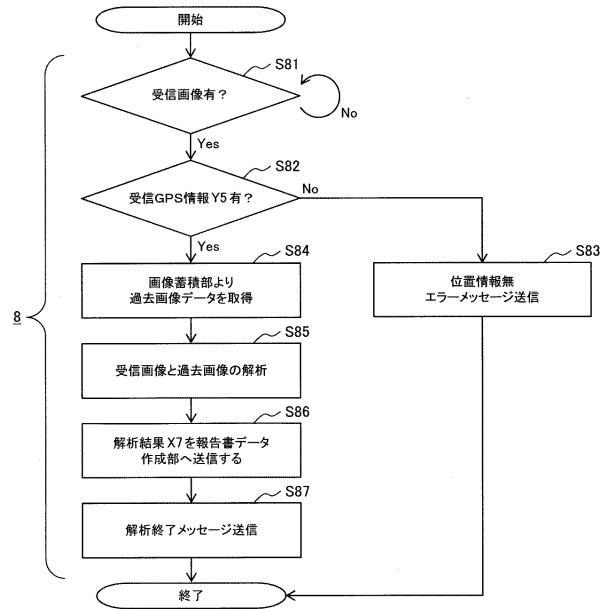 開始
S81
受信画像有?
No
Yes
S82
受信GPS情報Y5有?
No
Yes
S84
画像蓄積部より
過去画像データを取得
S83
位置情報無
エラーメッセージ送信
8
S85
受信画像と過去画像の解析
S86
解析結果X7を報告書データ
作成部へ送信する
S87
解析終了メッセージ送信
終了